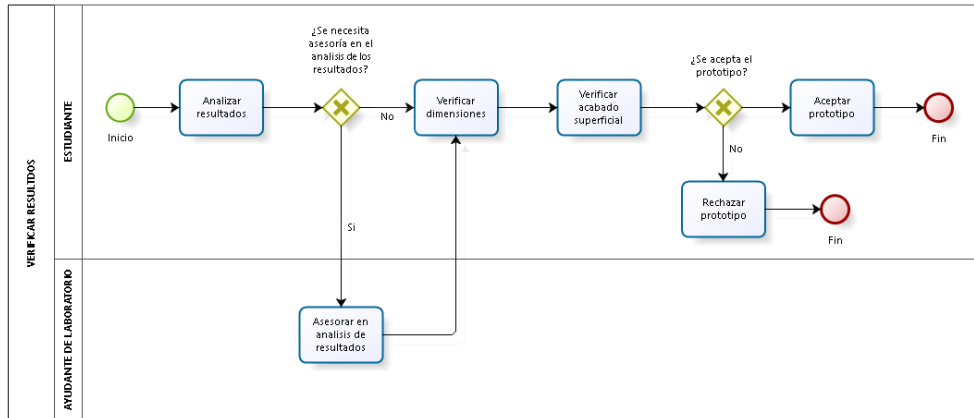 VERIFICAR RESULTDOS
ESTUDIANTE
¿Se necesita
asesoría en el
analisis de los
resultados?
Inicio
Analizar
resultados
No
Si
Verificar
dimensiones
Verificar
acabado
superficial
¿Se acepta el
prototipo?
No
Aceptar
prototipo
Fin
Rechazar
prototipo
Fin
AYUDANTE DE LABORATORIO
Asesorar en
analisis de
resultados